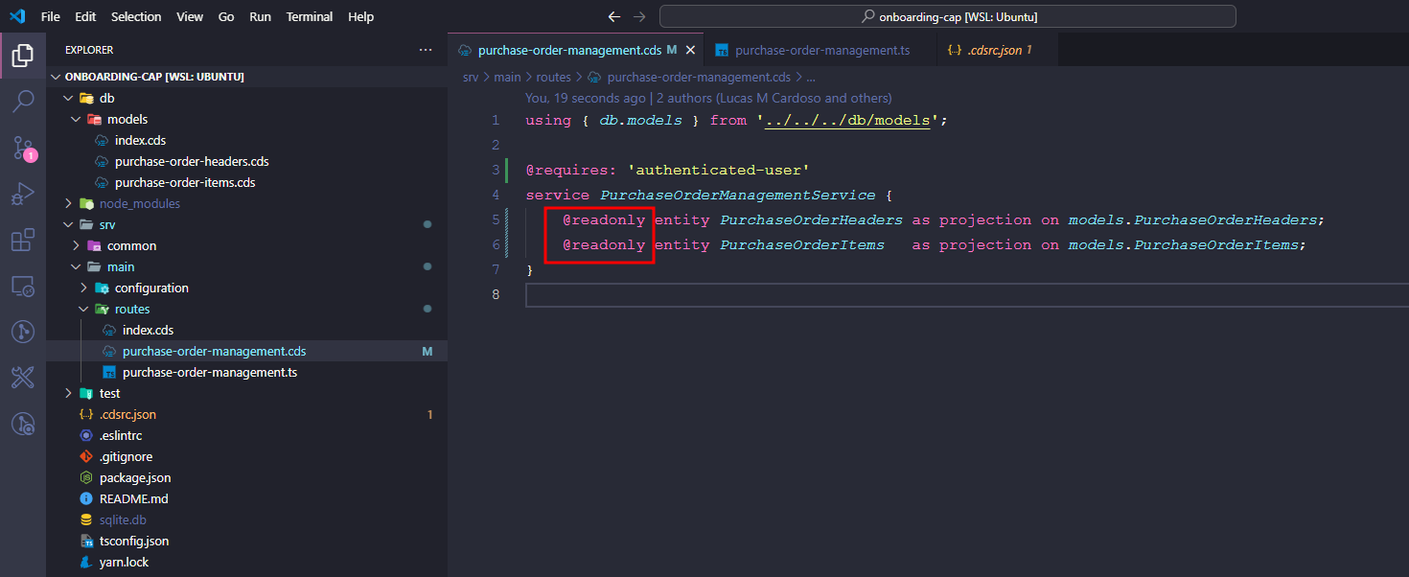 File Edit Selection View Go Run Terminal Help
onboarding-cap [WSL: Ubuntu]
EXPLORER
ONBOARDING-CAP [WSL: UBUNTU]
db
models
index.cds
purchase-order-headers.cds
purchase-order-items.cds
node_modules
srv
common
main
configuration
routes
index.cds
purchase-order-management.cds M
purchase-order-management.ts
test
.cdsrc.json 1
.eslintrc
.gitignore
package.json
README.md
sqlite.db
tsconfig.json
yarn.lock
1
purchase-order-management.cds M
purchase-order-management.ts
.cdsrc.json 1
srv > main > routes > purchase-order-management.cds > ...
You, 19 seconds ago | 2 authors (Lucas M Cardoso and others)
1 using { db.models } from '../../../db/models';
2
3 @requires: 'authenticated-user'
4 service PurchaseOrderManagementService {
5 @readonly entity PurchaseOrderHeaders as projection on models.PurchaseOrderHeaders;
6 @readonly entity PurchaseOrderItems as projection on models.PurchaseOrderItems;
7 }
8